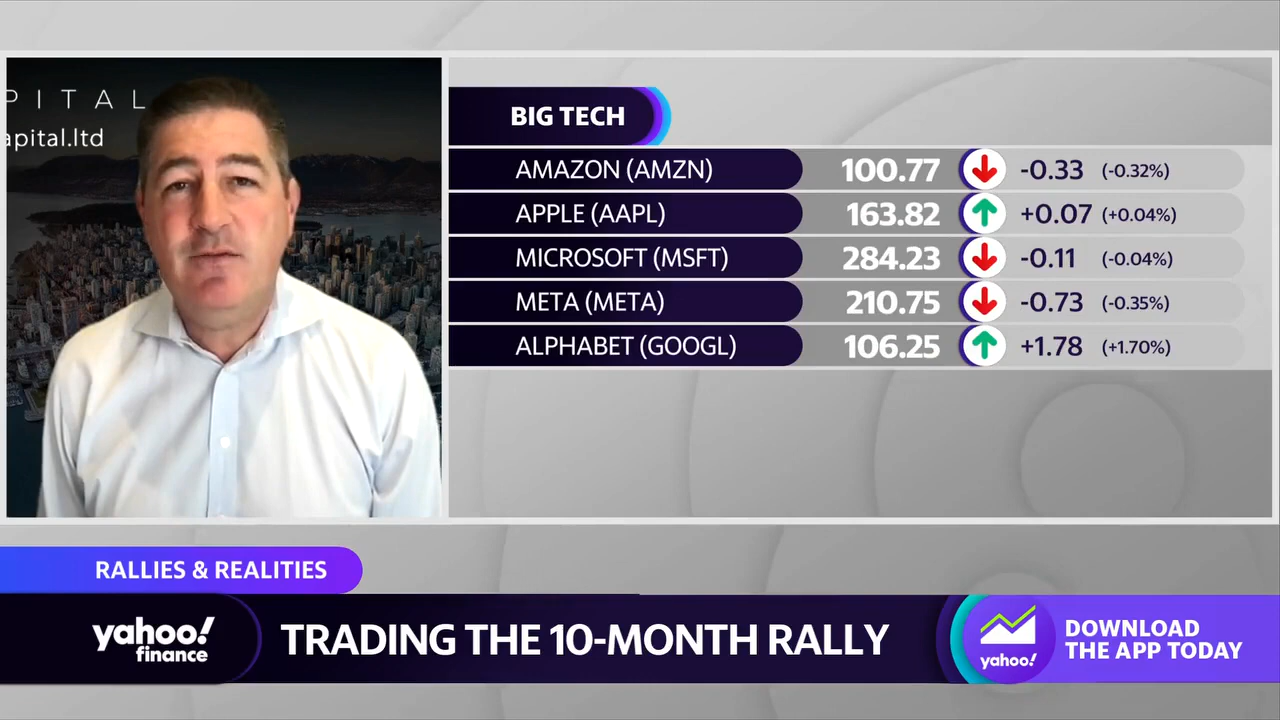 PITAL
apital.ltd
BIG TECH
AMAZON (AMZN) 100.77 -0.33 (-0.32%)
APPLE (AAPL) 163.82 +0.07 (+0.04%)
MICROSOFT (MSFT) 284.23 -0.11 (-0.04%)
META (META) 210.75 -0.73 (-0.35%)
ALPHABET (GOOGL) 106.25 +1.78 (+1.70%)
RALLIES & REALITIES
yahoo!
finance
TRADING THE 10-MONTH RALLY
yahoo!
DOWNLOAD
THE APP TODAY